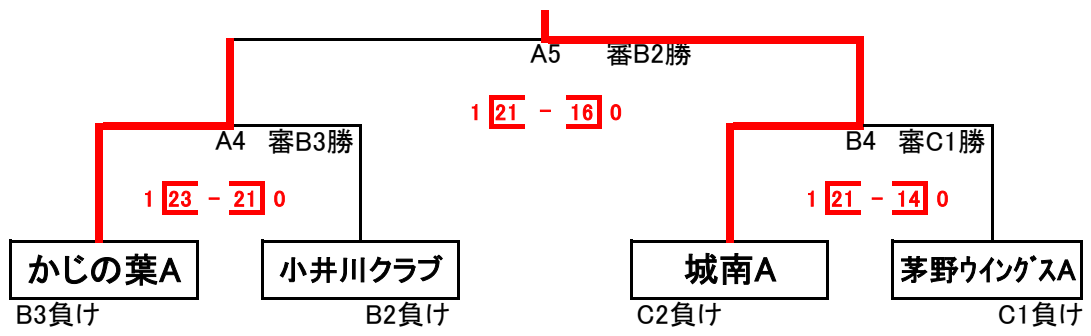 A5 審B2勝
1 21 - 16 0
A4 審B3勝
B4 審C1勝
1 23 - 21 0
1 21 - 14 0
かじの葉A
小井川クラブ
城南A
茅野ウイングスA
B3負け
B2負け
C2負け
C1負け